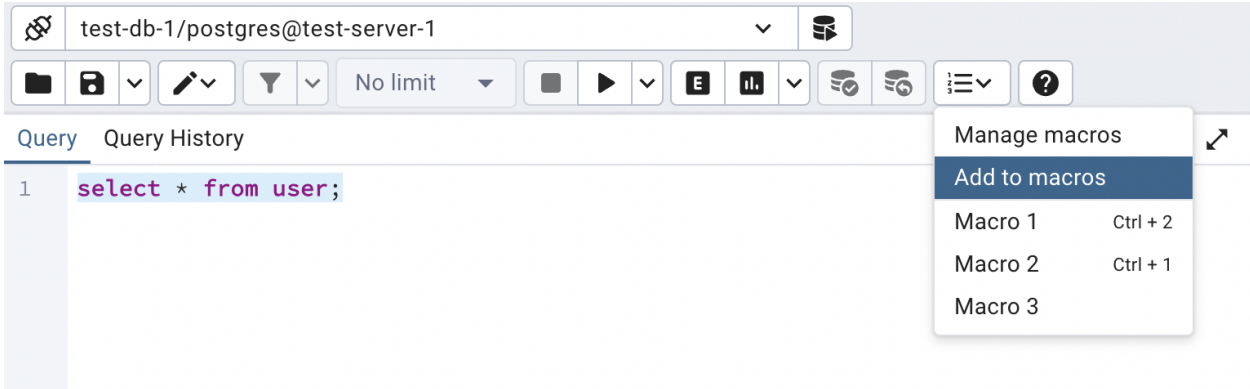 test-db-1/postgres@test-server-1
No limit
E
Query Query History
Manage macros
Add to macros
1 select * from user;
Macro 1 Ctrl + 2
Macro 2 Ctrl + 1
Macro 3